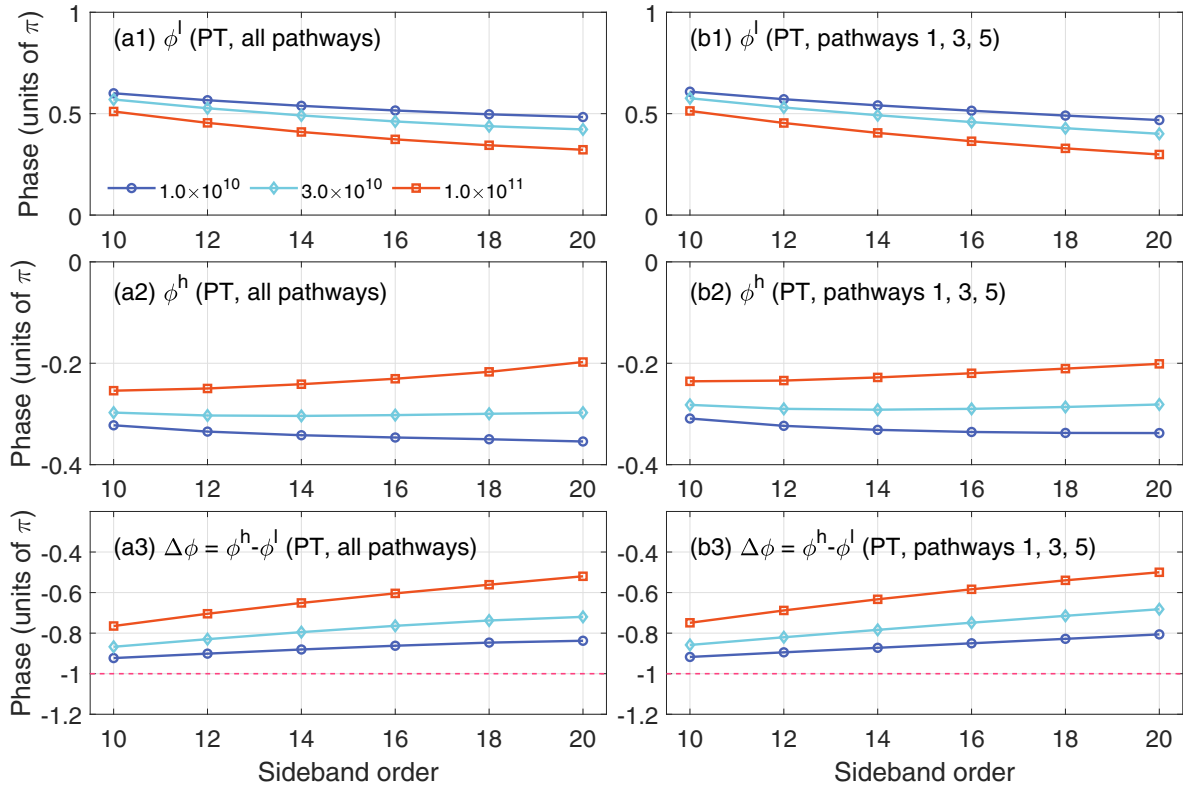 Phase (units of π)
1
0.5
0
(a1) ϕ^l (PT, all pathways)
1.0×10^10
3.0×10^10
1.0×10^11
10 12 14 16 18 20
1
0.5
0
(b1) ϕ^l (PT, pathways 1, 3, 5)
10 12 14 16 18 20
Phase (units of π)
0
-0.2
-0.4
(a2) ϕ^h (PT, all pathways)
10 12 14 16 18 20
0
-0.2
-0.4
(b2) ϕ^h (PT, pathways 1, 3, 5)
10 12 14 16 18 20
Phase (units of π)
-0.4
-0.6
-0.8
-1
-1.2
(a3) Δϕ = ϕ^h-ϕ^l (PT, all pathways)
10 12 14 16 18 20
Sideband order
-0.4
-0.6
-0.8
-1
-1.2
(b3) Δϕ = ϕ^h-ϕ^l (PT, pathways 1, 3, 5)
10 12 14 16 18 20
Sideband order